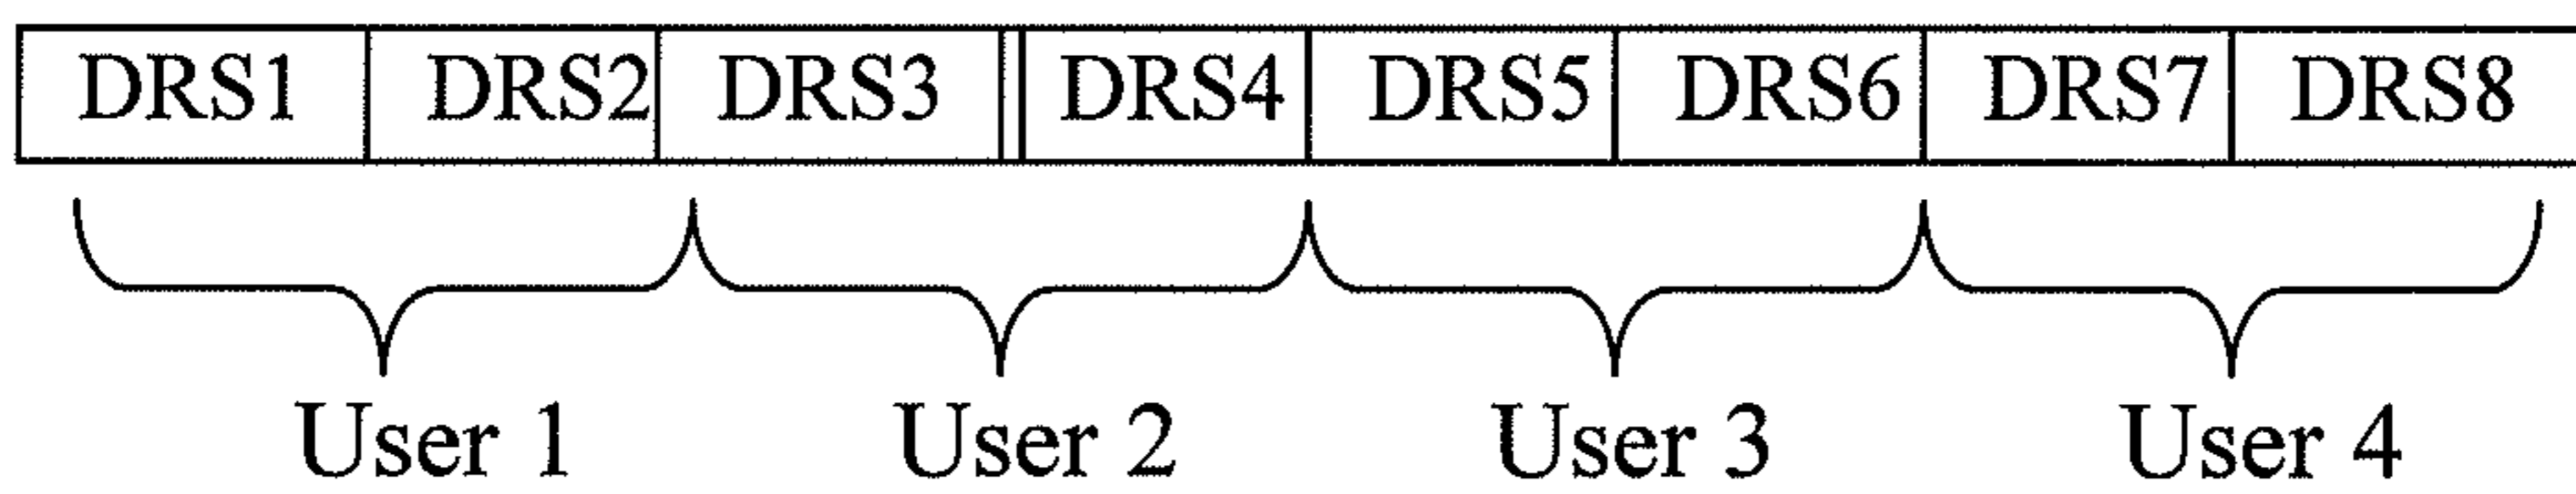 DRS1 DRS2 DRS3 DRS4 DRS5 DRS6 DRS7 DRS8
User 1 User 2 User 3 User 4